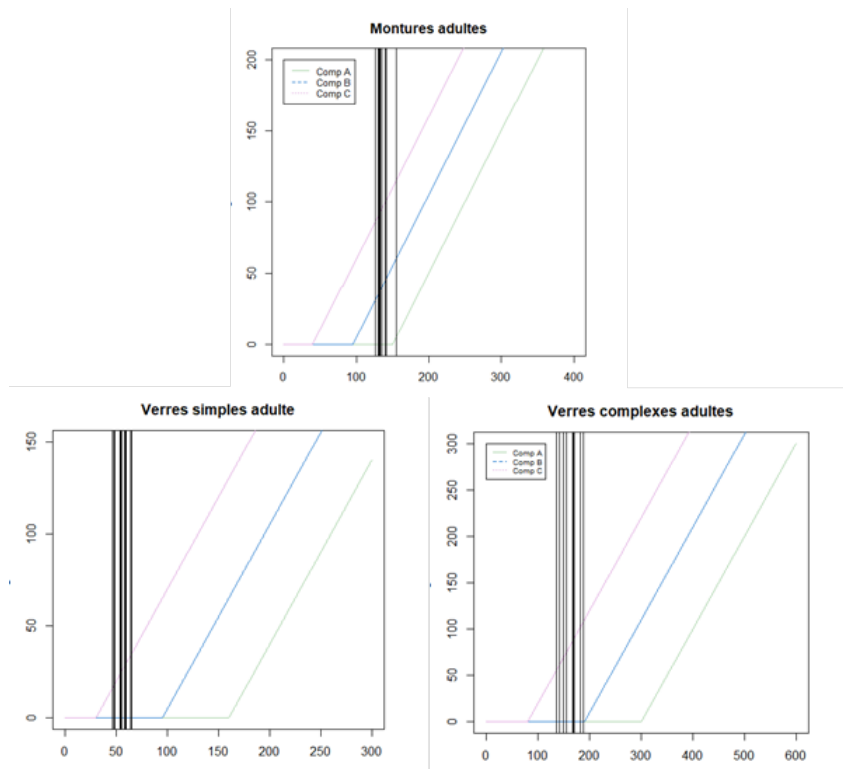 Montures adultes
200
150
100
50
0
Comp A
Comp B
Comp C
0 100 200 300 400
Verres simples adulte
150
100
50
0
0 50 100 150 200 250 300
Verres complexes adultes
300
250
200
150
100
50
0
Comp A
Comp B
Comp C
0 100 200 300 400 500 600